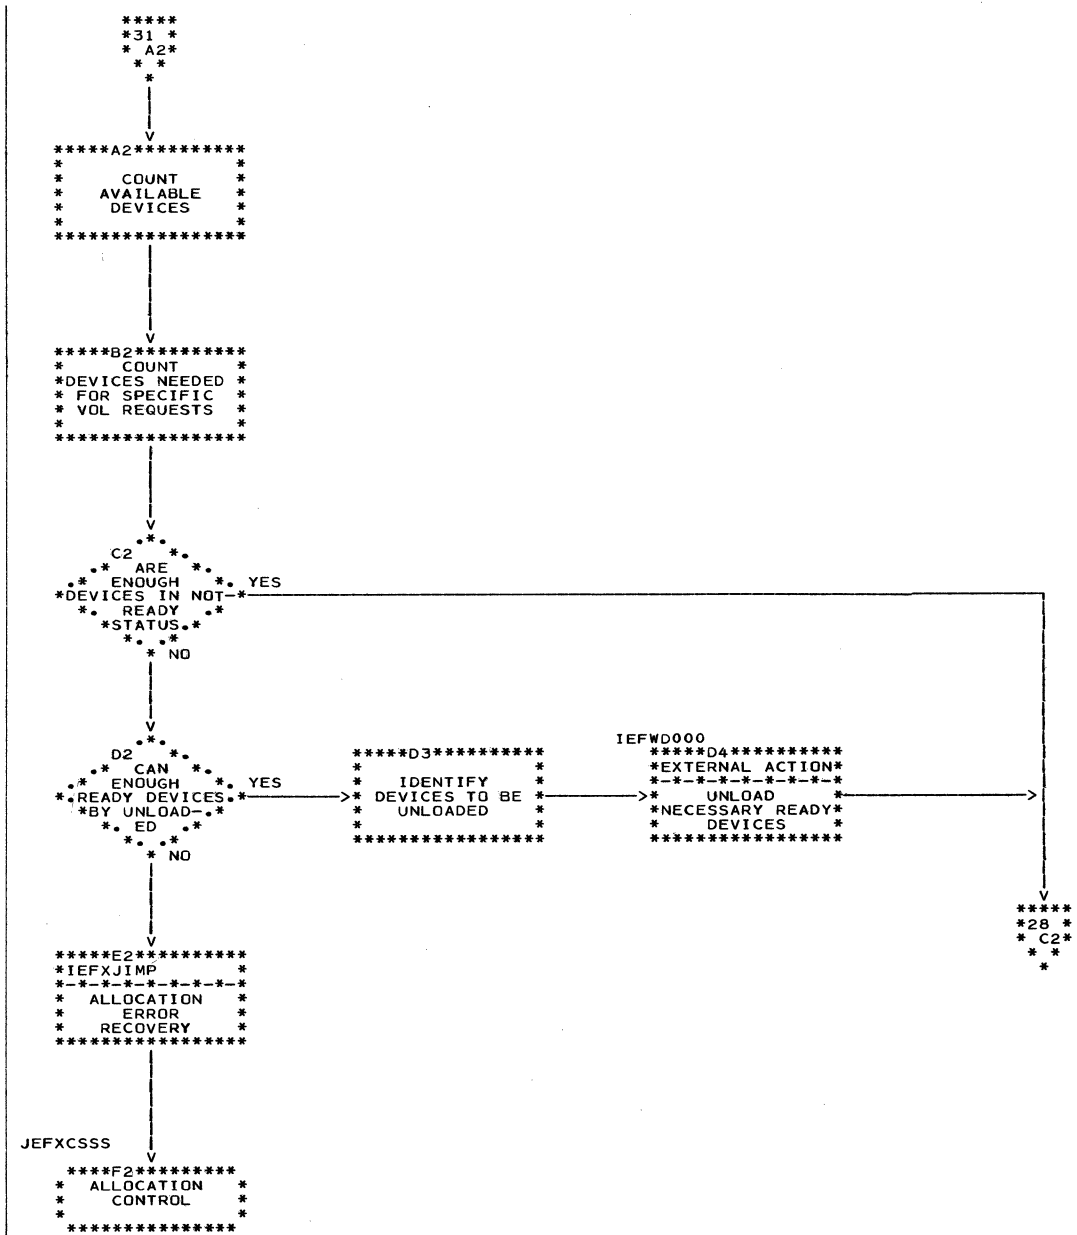 *****
*31 *
* A2*
* *
*
*****A2**********
COUNT
AVAILABLE
DEVICES
*****************
*****B2**********
COUNT
*DEVICES NEEDED *
* FOR SPECIFIC *
* VOL REQUESTS *
*****************
C2
ARE
ENOUGH
YES
*DEVICES IN NOT-*
READY
*STATUS.*
* NO
D2
CAN
ENOUGH
YES
READY DEVICES
*BY UNLOAD-.*
ED
* NO
*****D3**********
IDENTIFY
DEVICES TO BE
UNLOADED
*****************
IEFWD000
*****D4**********
*EXTERNAL ACTION*
*-*-*-*-*-*-*-*-*
UNLOAD
*NECESSARY READY*
DEVICES
*****************
*****
*28 *
* C2*
* *
*
*****E2**********
*IEFXJIMP *
*-*-*-*-*-*-*-*-*
ALLOCATION
ERROR
RECOVERY
*****************
JEFXCSSS
****F2*********
ALLOCATION
CONTROL
***************